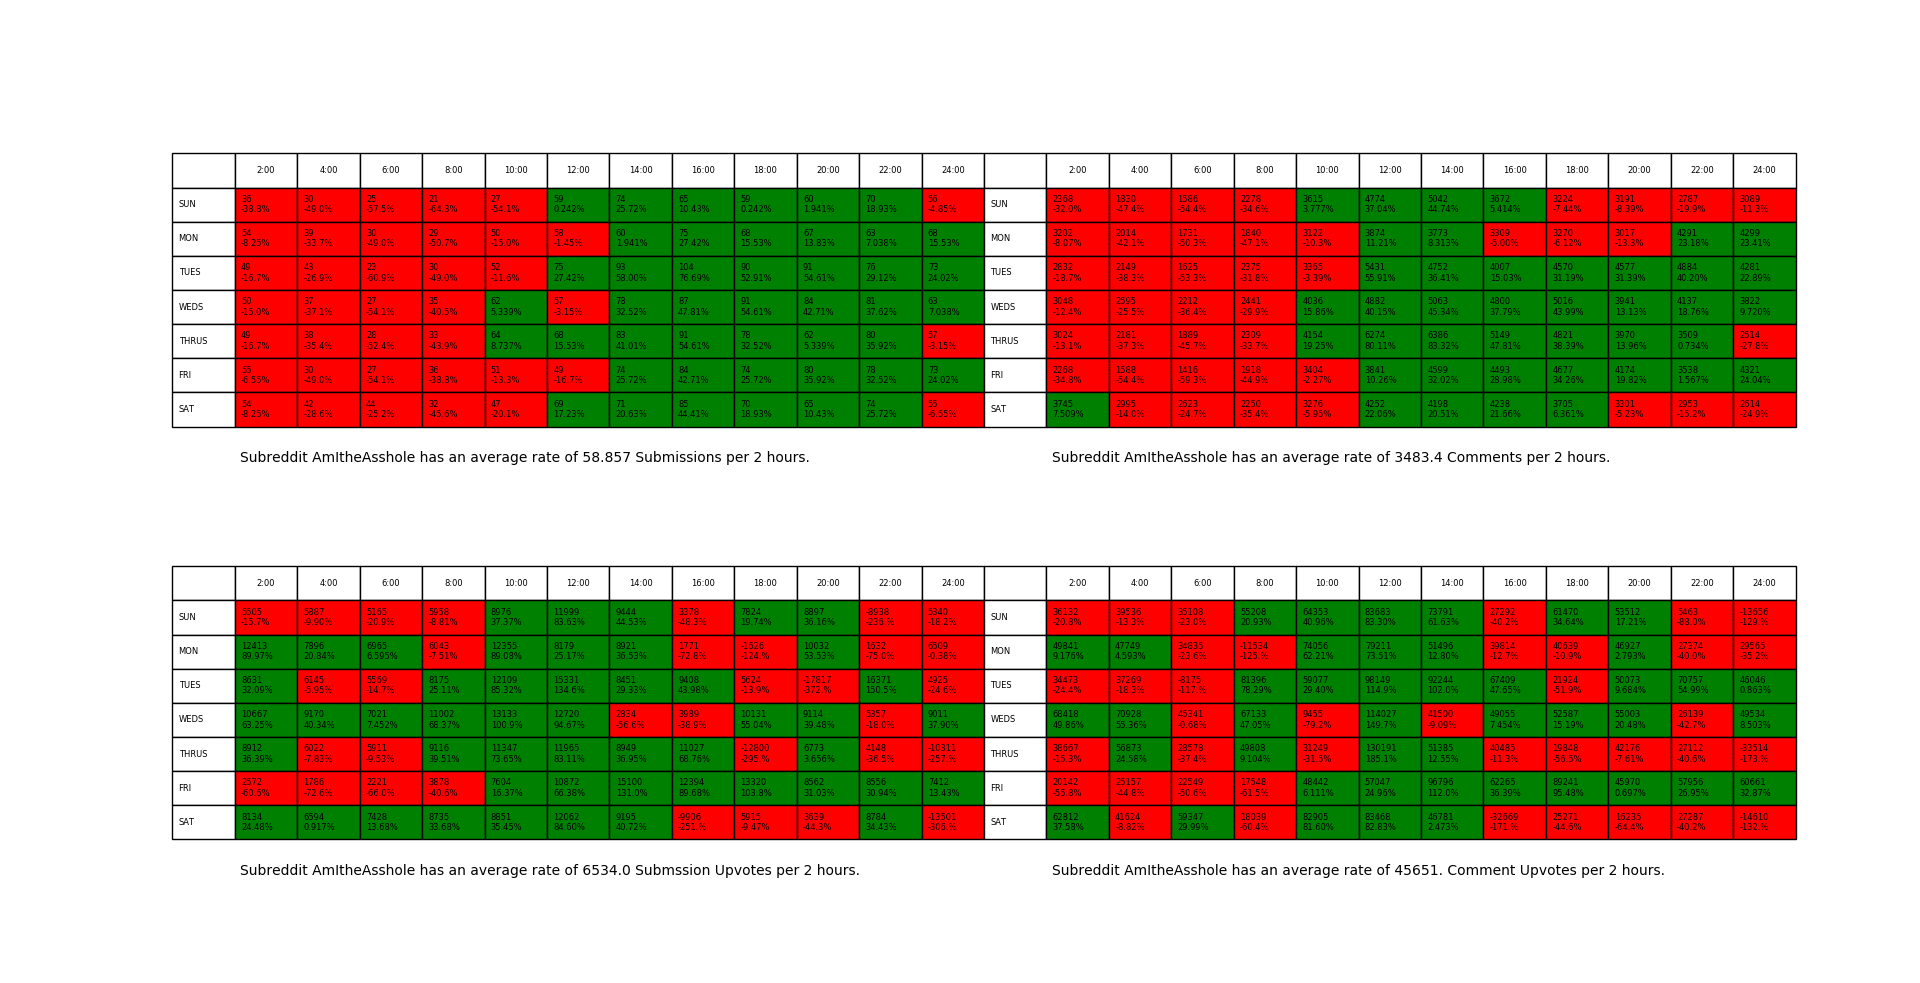 2:00 4:00 6:00 8:00 10:00 12:00 14:00 16:00 18:00 20:00 22:00 24:00
SUN
36 30 25 21 27 59 74 65 59 60 70 56
-38.8% -49.0% -57.5% -64.3% -54.1% 0.242% 25.72% 10.43% 0.242% 1.941% 18.93% -4.85%
MON
54 39 30 29 50 58 60 75 68 67 63 68
-8.25% -33.7% -49.0% -50.7% -15.0% -1.45% 1.941% 27.42% 15.53% 13.83% 7.038% 15.53%
TUES
49 43 23 30 52 75 93 104 90 91 76 73
-16.7% -26.9% -60.9% -49.0% -11.6% 27.42% 58.00% 76.69% 52.91% 54.61% 29.12% 24.02%
WEDS
50 37 27 35 62 57 78 87 91 84 81 63
-15.0% -37.1% -54.1% -40.5% 5.339% -3.15% 32.52% 47.81% 54.61% 42.71% 37.62% 7.038%
THRUS
49 38 28 33 64 68 83 91 78 62 80 57
-16.7% -35.4% -52.4% -43.9% 8.737% 15.53% 41.01% 54.61% 32.52% 5.339% 35.92% -3.15%
FRI
55 30 27 36 51 49 74 84 74 80 78 73
-6.55% -49.0% -54.1% -38.8% -13.3% -16.7% 25.72% 42.71% 25.72% 35.92% 32.52% 24.02%
SAT
54 42 44 32 47 69 71 85 70 65 74 55
-8.25% -28.6% -25.2% -45.6% -20.1% 17.23% 20.63% 44.41% 18.93% 10.43% 25.72% -6.55%
Subreddit AmItheAsshole has an average rate of 58.857 Submissions per 2 hours.
2:00 4:00 6:00 8:00 10:00 12:00 14:00 16:00 18:00 20:00 22:00 24:00
SUN
2368 1830 1586 2278 3615 4774 5042 3672 3224 3191 2787 3089
-32.0% -47.4% -54.4% -34.6% 3.777% 37.04% 44.74% 5.414% -7.44% -8.39% -19.9% -11.3%
MON
3202 2014 1731 1840 3122 3874 3773 3309 3270 3017 4291 4299
-8.07% -42.1% -50.3% -47.1% -10.3% 11.21% 8.313% -5.00% -6.12% -13.3% 23.18% 23.41%
TUES
2832 2149 1625 2375 3365 5431 4752 4007 4570 4577 4884 4281
-18.7% -38.3% -53.3% -31.8% -3.39% 55.91% 36.41% 15.03% 31.19% 31.39% 40.20% 22.89%
WEDS
3048 2595 2212 2441 4036 4882 5063 4800 5016 3941 4137 3822
-12.4% -25.5% -36.4% -29.9% 15.86% 40.15% 45.34% 37.79% 43.99% 13.13% 18.76% 9.720%
THRUS
3024 2181 1889 2309 4154 6274 6386 5149 4821 3970 3509 2514
-13.1% -37.3% -45.7% -33.7% 19.25% 80.11% 83.32% 47.81% 38.39% 13.96% 0.734% -27.8%
FRI
2268 1588 1416 1918 3404 3841 4599 4493 4677 4174 3538 4321
-34.8% -54.4% -59.3% -44.9% -2.27% 10.26% 32.02% 28.98% 34.26% 19.82% 1.567% 24.04%
SAT
3745 2995 2623 2250 3276 4252 4198 4238 3705 3301 2953 2614
7.509% -14.0% -24.7% -35.4% -5.95% 22.06% 20.51% 21.66% 6.361% -5.23% -15.2% -24.9%
Subreddit AmItheAsshole has an average rate of 3483.4 Comments per 2 hours.
2:00 4:00 6:00 8:00 10:00 12:00 14:00 16:00 18:00 20:00 22:00 24:00
SUN
5505 5887 5165 5958 8976 11999 9444 3378 7824 8897 -8938 5340
-15.7% -9.90% -20.9% -8.81% 37.37% 83.63% 44.53% -48.3% 19.74% 36.16% -236.% -18.2%
MON
12413 7896 6965 6043 12355 8179 8921 1771 -1626 10032 1632 6509
89.97% 20.84% 6.595% -7.51% 89.08% 25.17% 36.53% -72.8% -124.% 53.53% -75.0% -0.38%
TUES
8631 6145 5569 8175 12109 15331 8451 9408 5624 -17817 16371 4925
32.09% -5.95% -14.7% 25.11% 85.32% 134.6% 29.33% 43.98% -13.9% -372.% 150.5% -24.6%
WEDS
10667 9170 7021 11002 13133 12720 2834 3989 10131 9114 5357 9011
63.25% 40.34% 7.452% 68.37% 100.9% 94.67% -56.6% -38.9% 55.04% 39.48% -18.0% 37.90%
THRUS
8912 6022 5911 9116 11347 11965 8949 11027 -12800 6773 4148 -10311
36.39% -7.83% -9.53% 39.51% 73.65% 83.11% 36.95% 68.76% -295.% 3.656% -36.5% -257.%
FRI
2572 1786 2221 3878 7604 10872 15100 12394 13320 8562 8556 7412
-60.6% -72.6% -66.0% -40.6% 16.37% 66.38% 131.0% 89.68% 103.8% 31.03% 30.94% 13.43%
SAT
8134 6594 7428 8735 8851 12062 9195 -9906 5915 3639 8784 -13501
24.48% 0.917% 13.68% 33.68% 35.45% 84.60% 40.72% -251.% -9.47% -44.3% 34.43% -306.%
Subreddit AmItheAsshole has an average rate of 6534.0 Submssion Upvotes per 2 hours.
2:00 4:00 6:00 8:00 10:00 12:00 14:00 16:00 18:00 20:00 22:00 24:00
SUN
36132 39536 35108 55208 64353 83683 73791 27292 61470 53512 5463 -13656
-20.8% -13.3% -23.0% 20.93% 40.96% 83.30% 61.63% -40.2% 34.64% 17.21% -88.0% -129.%
MON
49841 47749 34835 -11534 74056 79211 51496 39814 40639 46927 27374 29565
9.176% 4.593% -23.6% -125.% 62.21% 73.51% 12.80% -12.7% -10.9% 2.793% -40.0% -35.2%
TUES
34473 37269 -8175 81396 59077 98149 92244 67409 21924 50073 70757 46046
-24.4% -18.3% -117.% 78.29% 29.40% 114.9% 102.0% 47.65% -51.9% 9.684% 54.99% 0.863%
WEDS
68418 70928 45341 67133 9455 114027 41500 49055 52587 55003 26139 49534
49.86% 55.36% -0.68% 47.05% -79.2% 149.7% -9.09% 7.454% 15.19% 20.48% -42.7% 8.503%
THRUS
38667 56873 28578 49808 31249 130191 51385 40485 19848 42176 27112 -33514
-15.3% 24.58% -37.4% 9.104% -31.5% 185.1% 12.55% -11.3% -56.5% -7.61% -40.6% -173.%
FRI
20142 25157 22549 17548 48442 57047 96796 62265 89241 45970 57956 60661
-55.8% -44.8% -50.6% -61.5% 6.111% 24.96% 112.0% 36.39% 95.48% 0.697% 26.95% 32.87%
SAT
62812 41624 59347 18039 82905 83468 46781 -32669 25271 16235 27287 -14610
37.58% -8.82% 29.99% -60.4% 81.60% 82.83% 2.473% -171.% -44.6% -64.4% -40.2% -132.%
Subreddit AmItheAsshole has an average rate of 45651. Comment Upvotes per 2 hours.